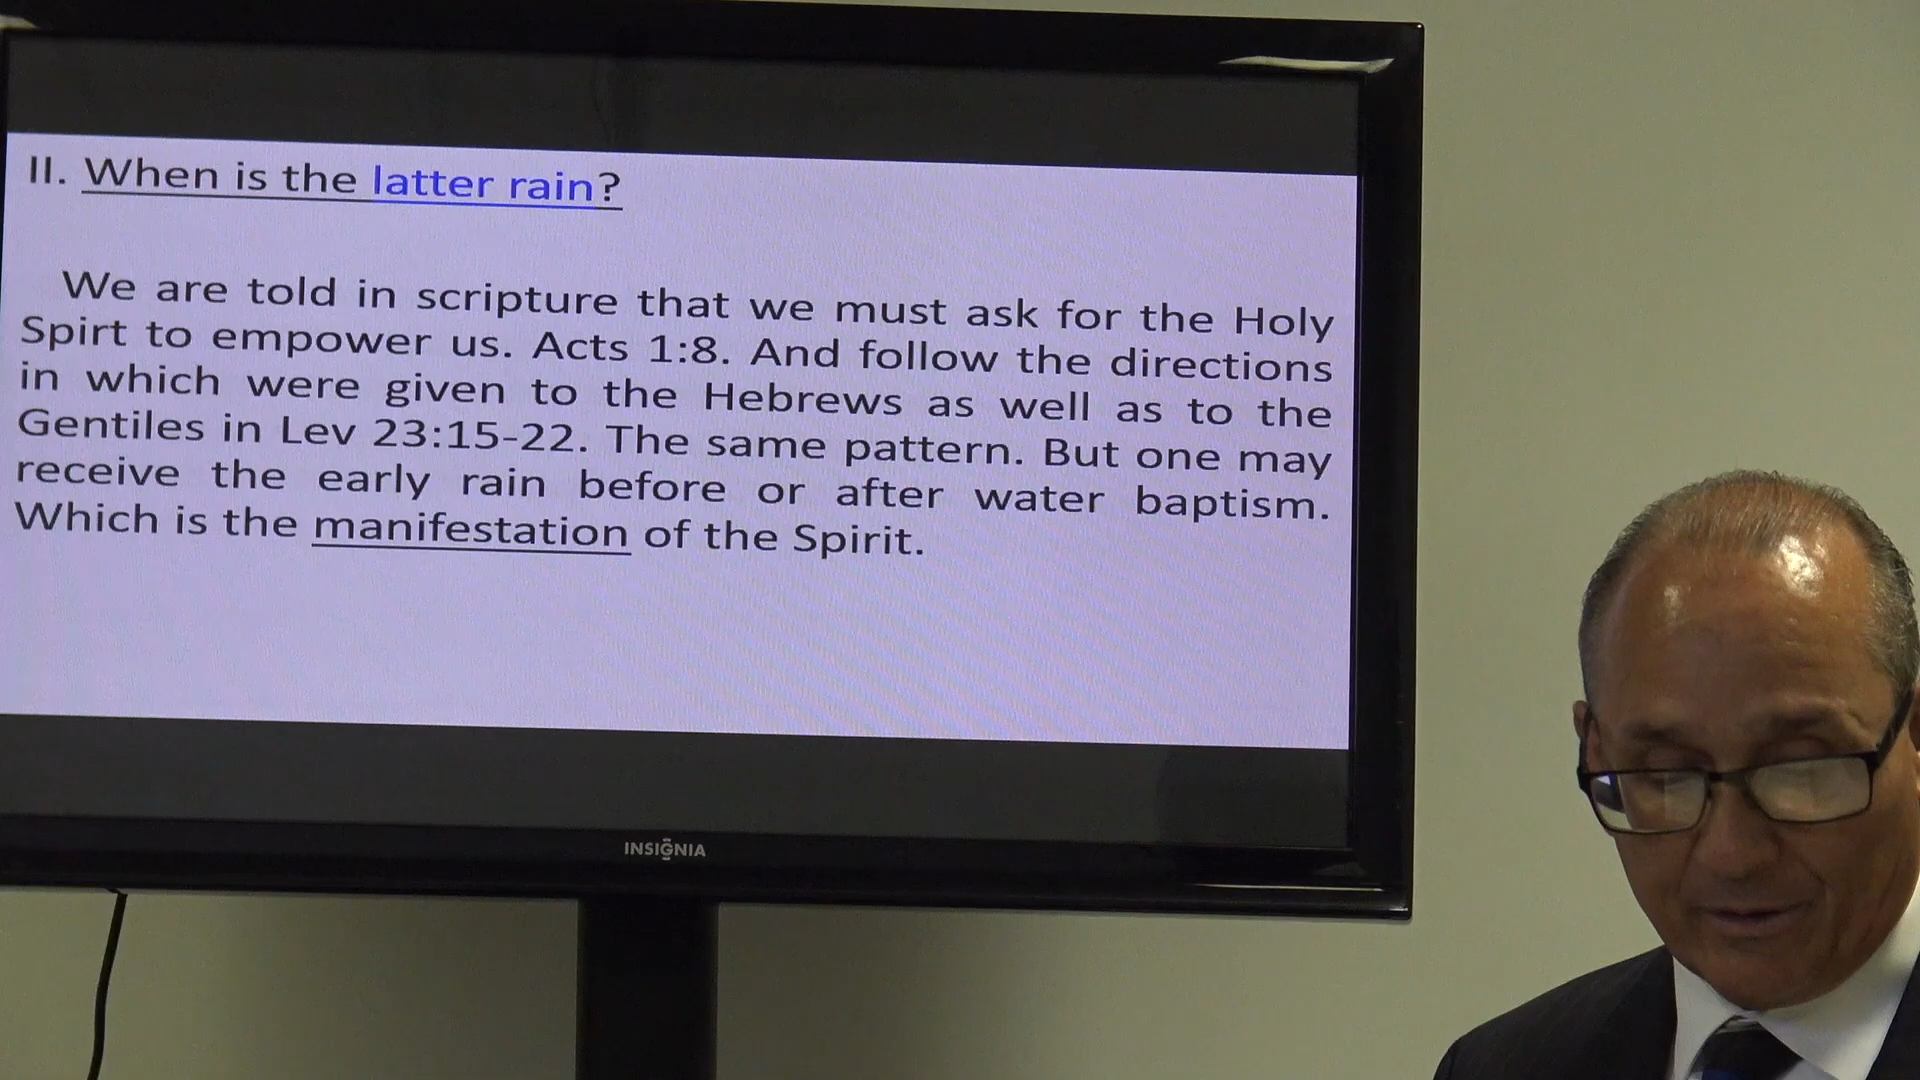 II. When is the latter rain?
We are told in scripture that we must ask for the Holy
Spirt to empower us. Acts 1:8. And follow the directions
in which were given to the Hebrews as well as to the
Gentiles in Lev 23:15-22. The same pattern. But one may
receive the early rain before or after water baptism.
Which is the manifestation of the Spirit.
INSIGNIA